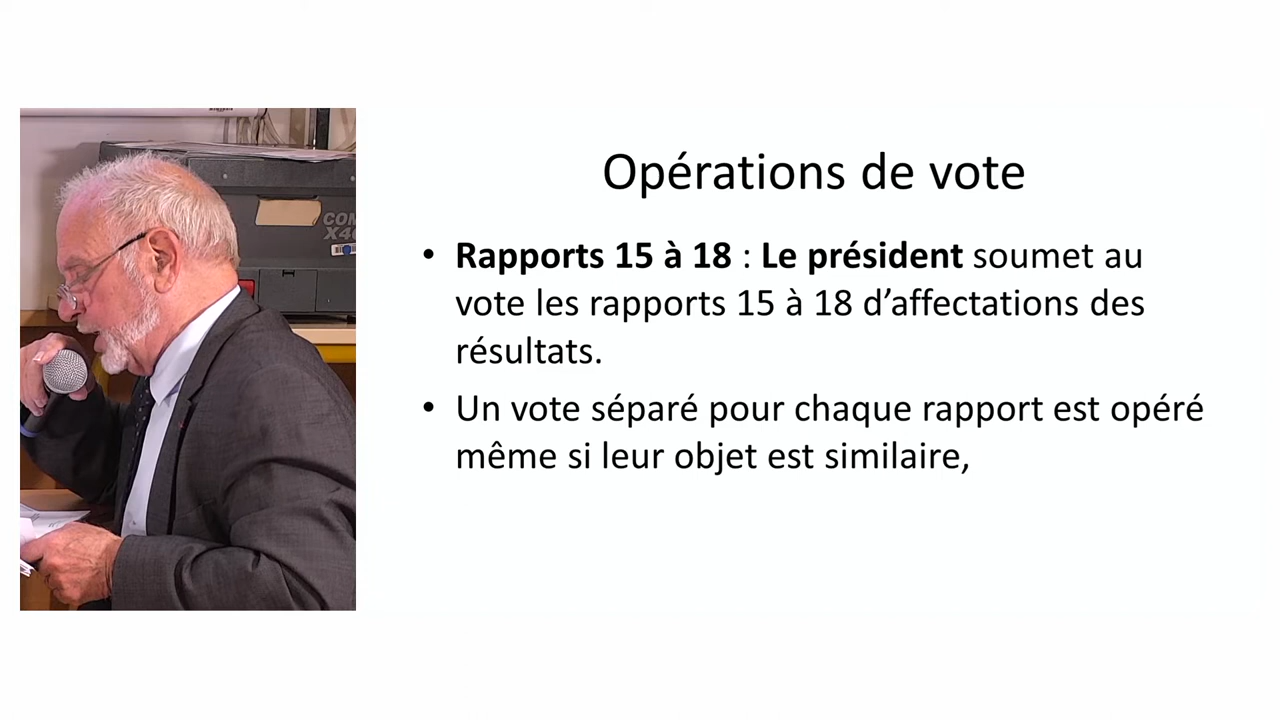 Opérations de vote
• Rapports 15 à 18 : Le président soumet au
vote les rapports 15 à 18 d’affectations des
résultats.
• Un vote séparé pour chaque rapport est opéré
même si leur objet est similaire,